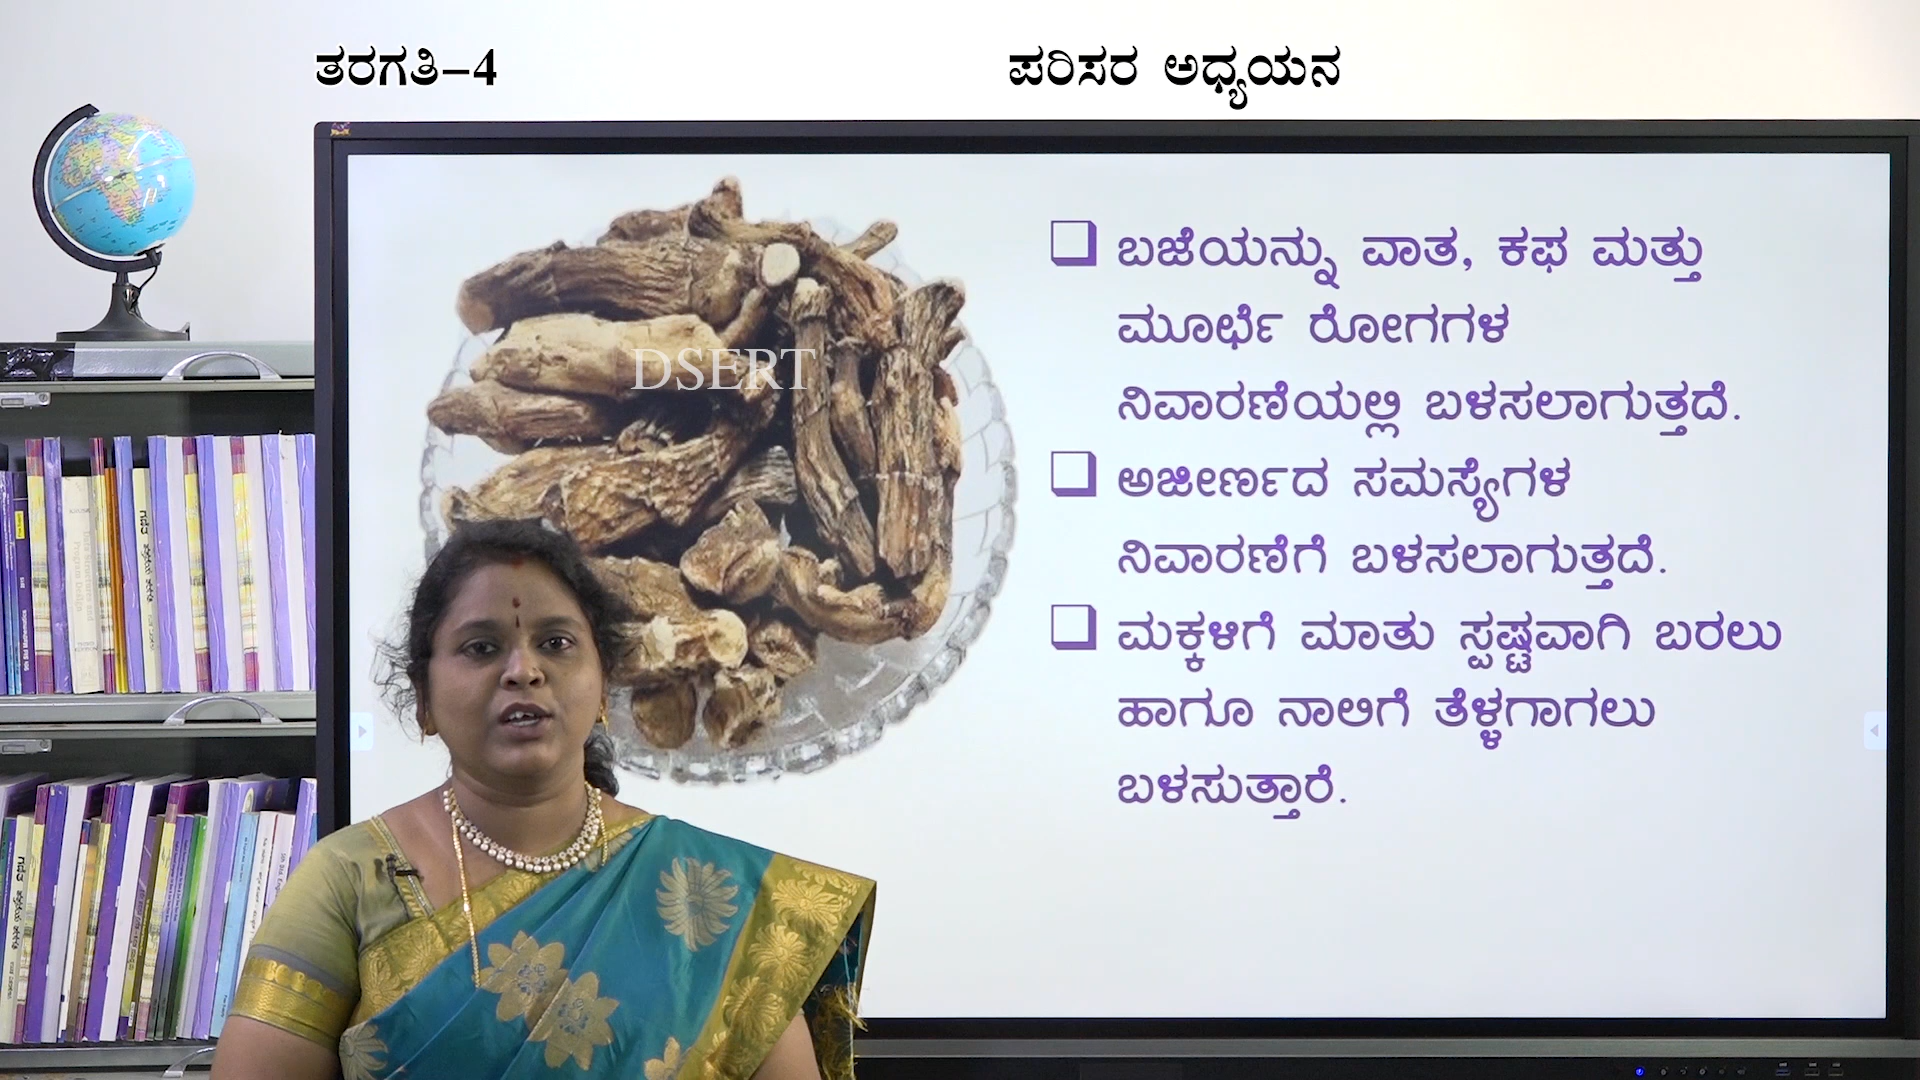 ತರಗತಿ-4
ಪರಿಸರ ಅಧ್ಯಯನ
ಬಜೆಯನ್ನು ವಾತ, ಕಫ ಮತ್ತು
ಮೂರ್ಛೆ ರೋಗಗಳ
ನಿವಾರಣೆಯಲ್ಲಿ ಬಳಸಲಾಗುತ್ತದೆ.
ಅಜೀರ್ಣದ ಸಮಸ್ಯೆಗಳ
ನಿವಾರಣೆಗೆ ಬಳಸಲಾಗುತ್ತದೆ.
ಮಕ್ಕಳಿಗೆ ಮಾತು ಸ್ಪಷ್ಟವಾಗಿ ಬರಲು
ಹಾಗೂ ನಾಲಿಗೆ ತೆಳ್ಳಗಾಗಲು
ಬಳಸುತ್ತಾರೆ.
DSERT